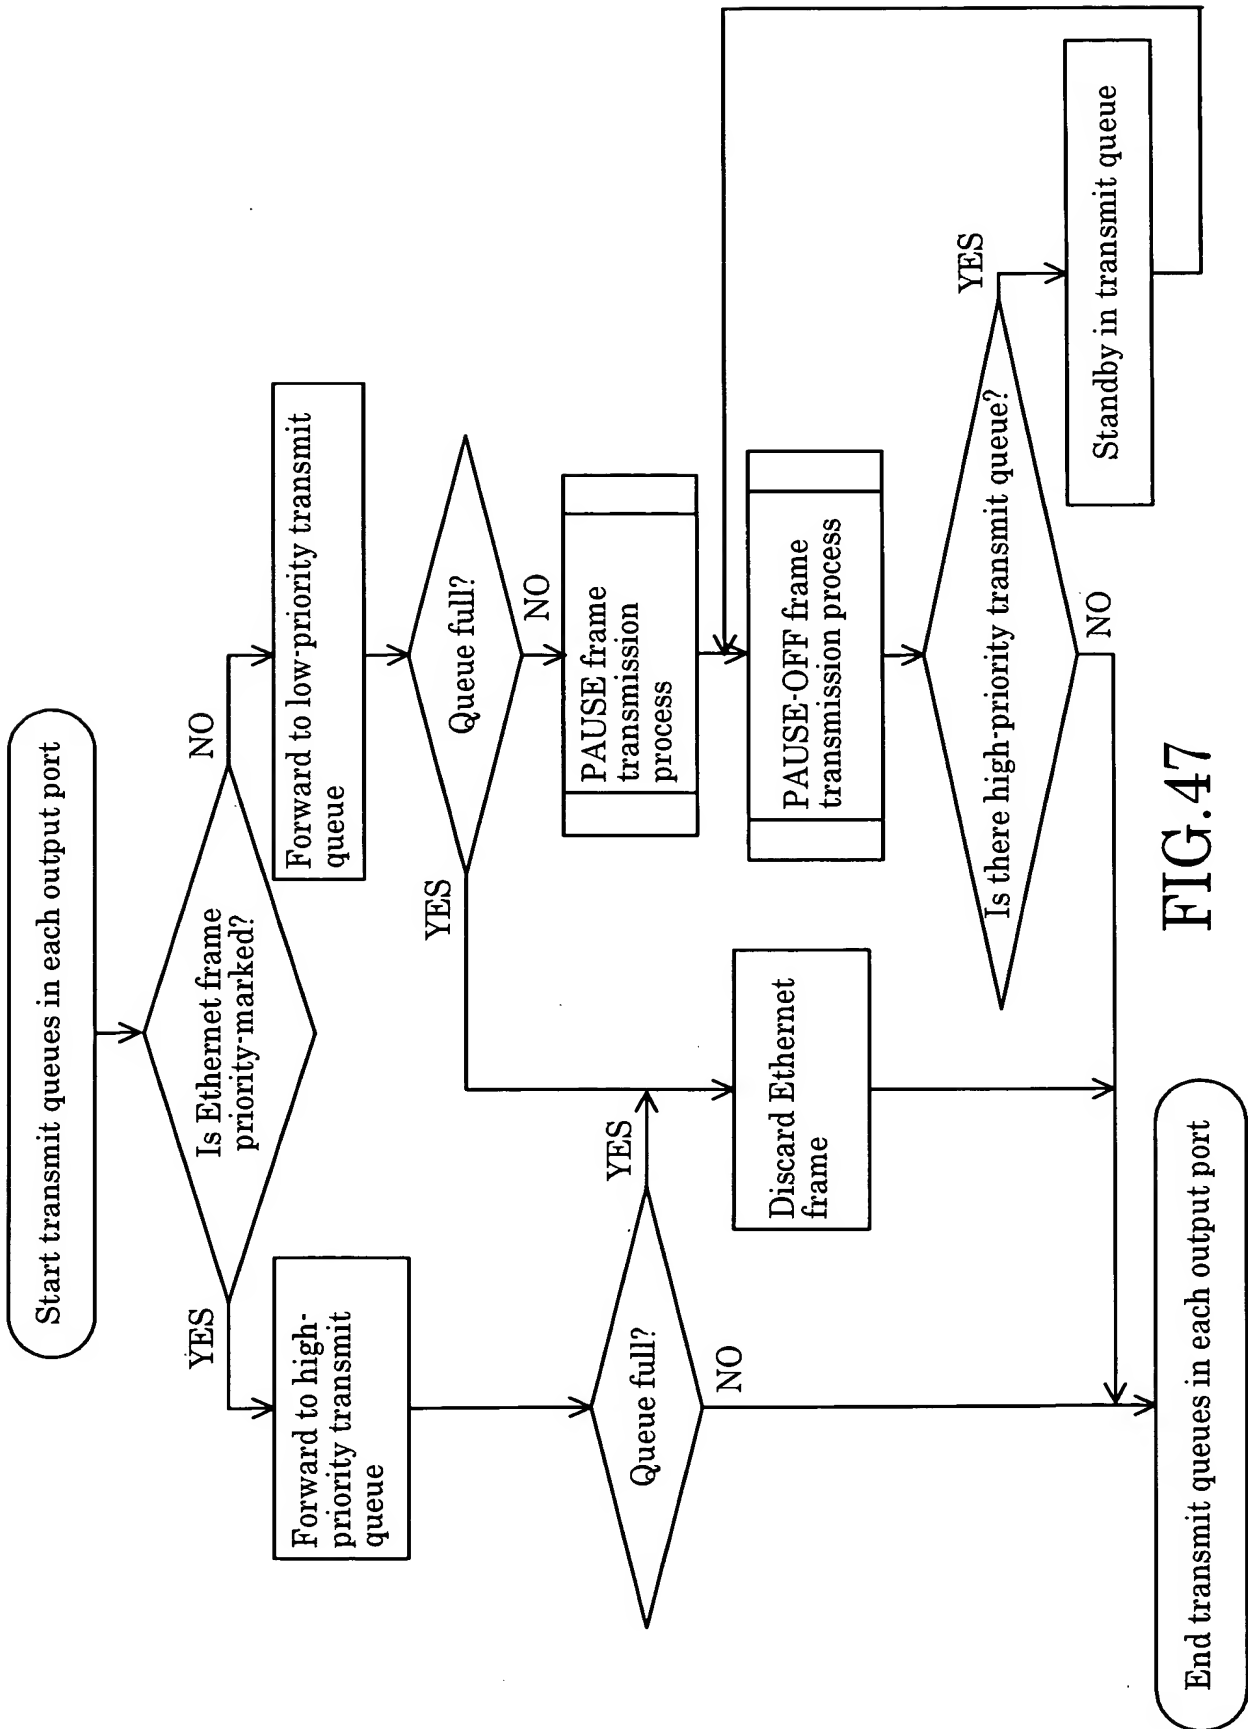 Start transmit queues in each output port
Is Ethernet frame
priority-marked?
YES
NO
Forward to high-
priority transmit
queue
Forward to low-priority transmit
queue
Queue full?
YES
NO
Queue full?
YES
NO
PAUSE frame
transmission
process
Discard Ethernet
frame
PAUSE-OFF frame
transmission process
Is there high-priority transmit queue?
YES
NO
Standby in transmit queue
End transmit queues in each output port
FIG.47